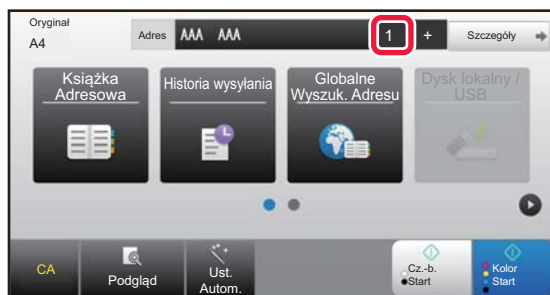 Oryginał
A4
Adres AAA AAA 1 + Szczegóły
Książka
Adresowa
Historia wysyłania
Globalne
Wyszuk. Adresu
Dysk lokalny /
USB
CA
Podgląd
Ust.
Autom.
Cz.-b.
Start
Kolor
Start